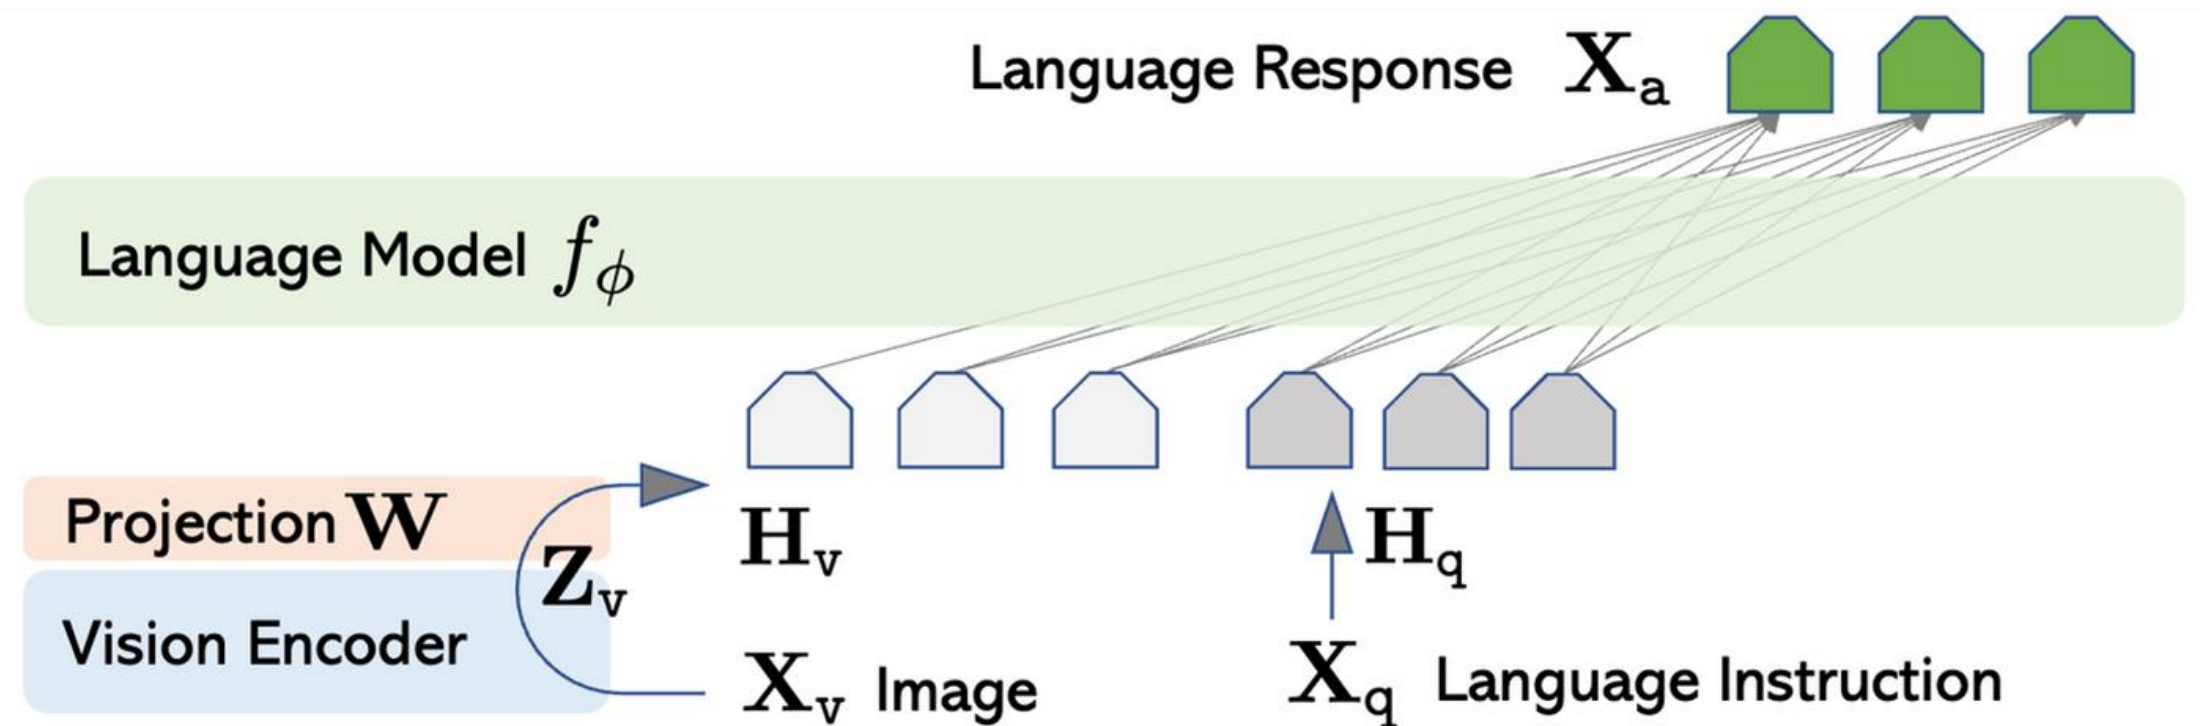 Language Response X_a
Language Model f_ϕ
Projection W
Z_v
H_v
H_q
Vision Encoder
X_v Image
X_q Language Instruction